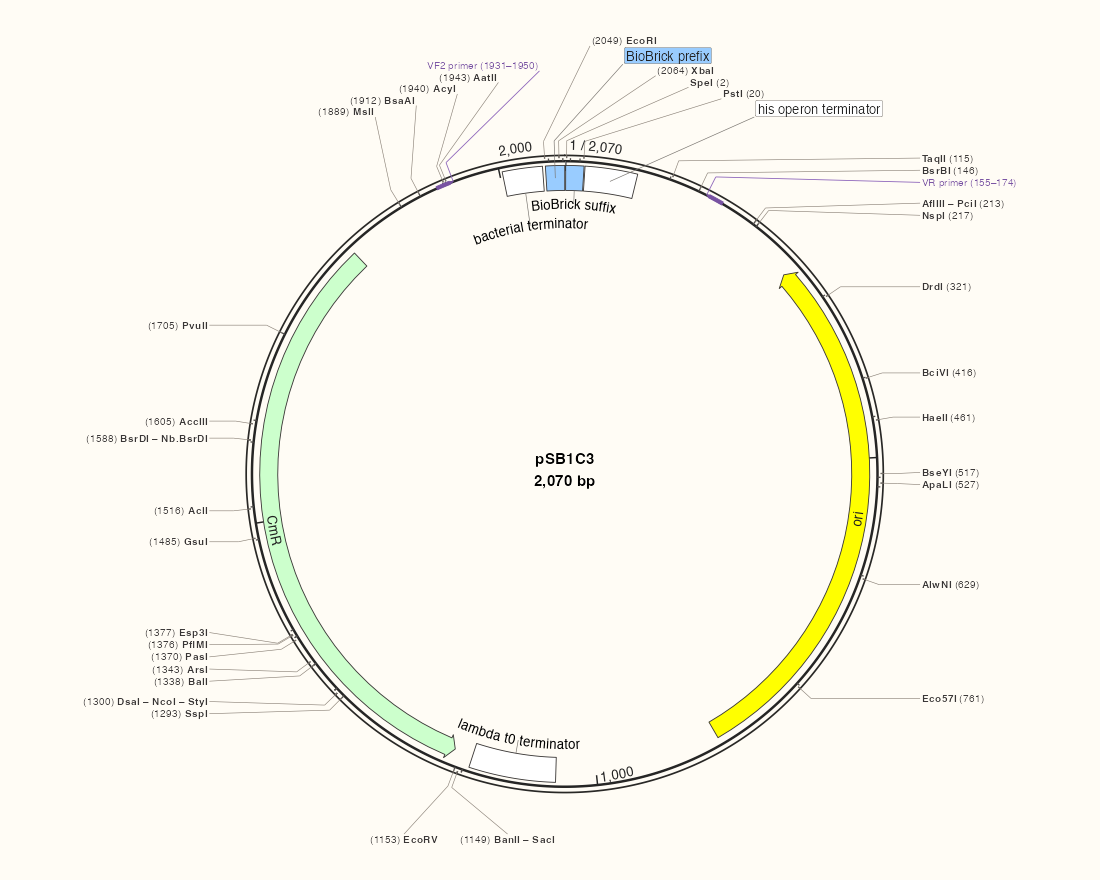 (2049) EcoRI
BioBrick prefix
(2064) XbaI
SpeI (2)
PstI (20)
his operon terminator
VF2 primer (1931–1950)
(1943) AatII
(1940) AcyI
(1912) BsaAI
(1889) MslI
2,000
1 / 2,070
BioBrick suffix
bacterial terminator
TaqII (115)
BsrBI (146)
VR primer (155–174)
AflIII – PciI (213)
NspI (217)
DrdI (321)
BciVI (416)
HaeII (461)
BseYI (517)
ApaLI (527)
AlwNI (629)
Eco57I (761)
ori
pSB1C3
2,070 bp
(1705) PvuII
(1605) AccIII
(1588) BsrDI – Nb.BsrDI
(1516) AclI
(1485) GsuI
CmR
(1377) Esp3I
(1376) PflMI
(1370) PasI
(1343) ArsI
(1338) BalI
(1300) DsaI – NcoI – StyI
(1293) SspI
lambda t0 terminator
1,000
(1153) EcoRV
(1149) BanII – SacI